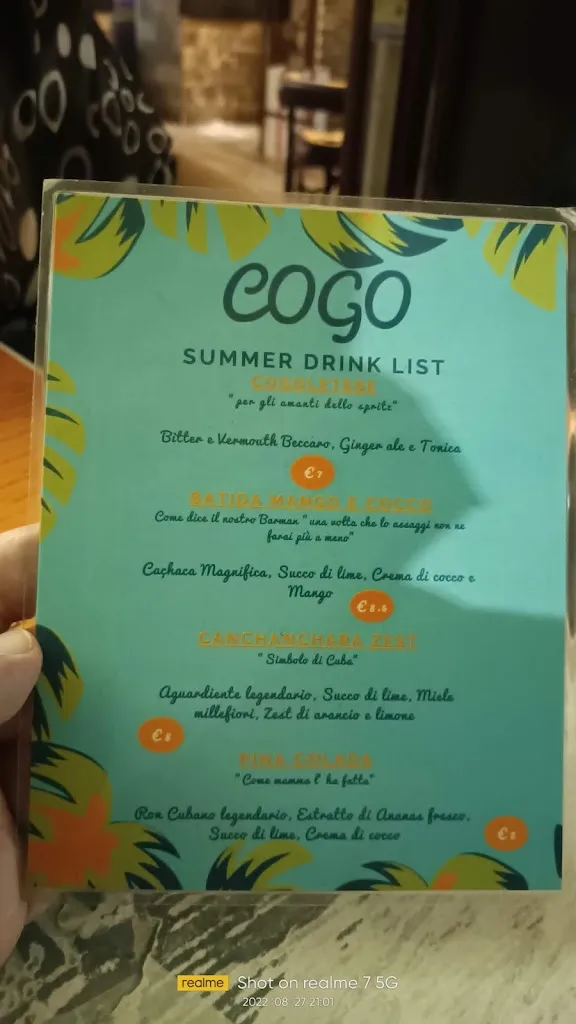 COGO
SUMMER DRINK LIST
COGOLETESE
"per gli amanti dello spritz"
Bitter e Vermouth Beccaro, Ginger ale e Tonica
€ 7
BATIDA MANGO E COCCO
Come dice il nostro Barman "una volta che lo assaggi non ne
farai più a meno"
Caçhaca Magnifica, Succo di lime, Crema di cocco e
Mango
CANCHANCHARA ZEST
"Simbolo di Cuba"
Aguardiente legendario, Succo di lime, Miele
millefiori, Zest di arancio e limone
€ 8
PINA COLADA
"Come mamma l' ha fatta"
Ron Cubano legendario, Estratto di Ananas fresco,
Succo di lime, Crema di cocco
realme Shot on realme 7 5G
2022/08/27 21:01